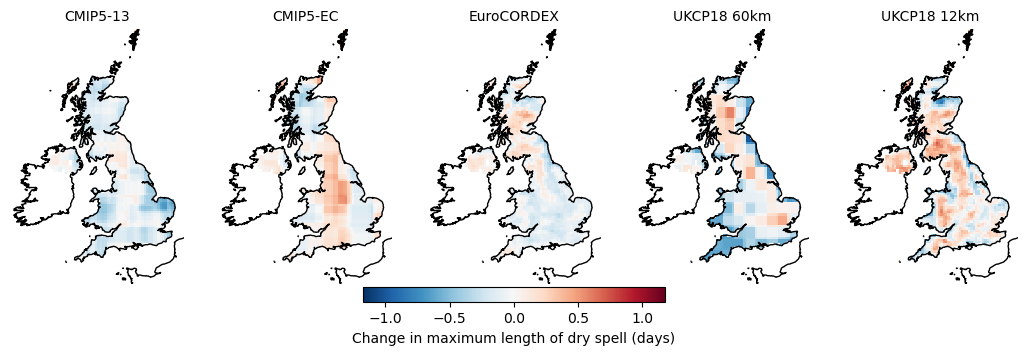 CMIP5-13 CMIP5-EC EuroCORDEX UKCP18 60km UKCP18 12km
−1.0 −0.5 0.0 0.5 1.0
Change in maximum length of dry spell (days)